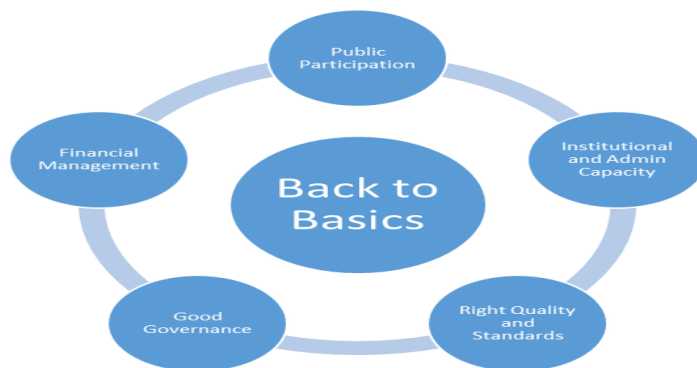 Public
Participation
Institutional
and Admin
Capacity
Financial
Management
Back to
Basics
Right Quality
and
Standards
Good
Governance